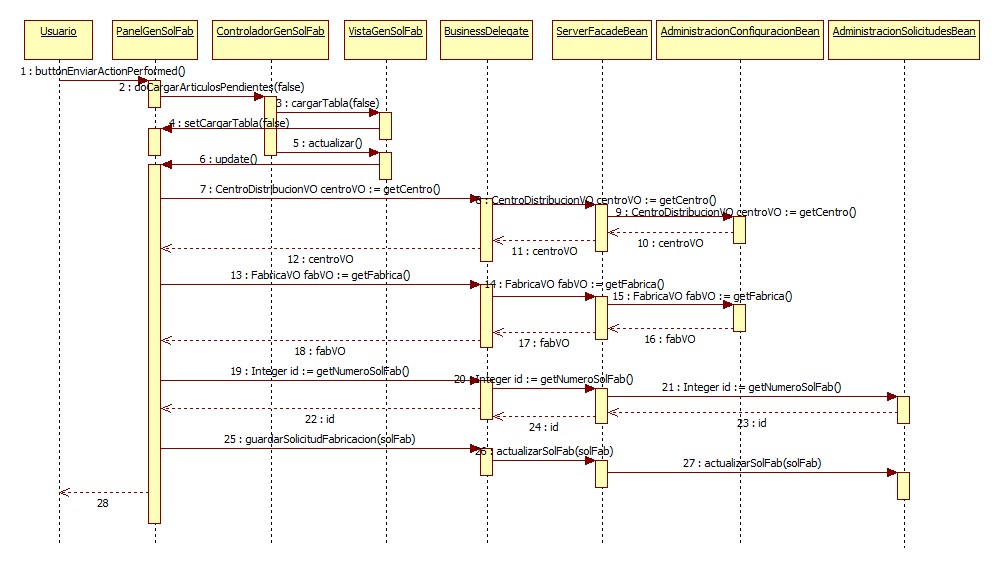 Usuario
PanelGenSolFab
ControladorGenSolFab
VistaGenSolFab
BusinessDelegate
ServerFacadeBean
AdministracionConfiguracionBean
AdministracionSolicitudesBean
1 : buttonEnviarActionPerformed()
2 : doCargarArticulosPendientes(false)
3 : cargarTabla(false)
4 : setCargarTabla(false)
5 : actualizar()
6 : update()
7 : CentroDistribucionVO centroVO := getCentro()
8 : CentroDistribucionVO centroVO := getCentro()
9 : CentroDistribucionVO centroVO := getCentro()
10 : centroVO
11 : centroVO
12 : centroVO
13 : FabricaVO fabVO := getFabrica()
14 : FabricaVO fabVO := getFabrica()
15 : FabricaVO fabVO := getFabrica()
16 : fabVO
17 : fabVO
18 : fabVO
19 : Integer id := getNumeroSolFab()
20 : Integer id := getNumeroSolFab()
21 : Integer id := getNumeroSolFab()
22 : id
24 : id
23 : id
25 : guardarSolicitudFabricacion(solFab)
26 : actualizarSolFab(solFab)
27 : actualizarSolFab(solFab)
28